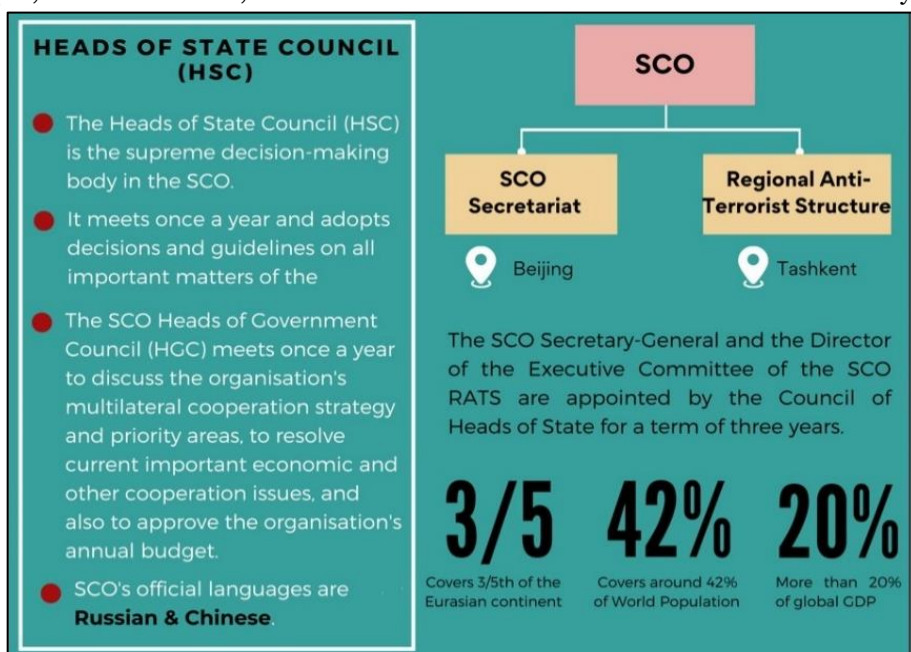 HEADS OF STATE COUNCIL
(HSC)
The Heads of State Council (HSC)
is the supreme decision-making
body in the SCO.
It meets once a year and adopts
decisions and guidelines on all
important matters of the
The SCO Heads of Government
Council (HGC) meets once a year
to discuss the organisation's
multilateral cooperation strategy
and priority areas, to resolve
current important economic and
other cooperation issues, and
also to approve the organisation's
annual budget.
SCO's official languages are
Russian & Chinese.
SCO
SCO
Secretariat
Regional Anti-
Terrorist Structure
Beijing
Tashkent
The SCO Secretary-General and the Director
of the Executive Committee of the SCO
RATS are appointed by the Council of
Heads of State for a term of three years.
3/5
Covers 3/5th of the
Eurasian continent
42%
Covers around 42%
of World Population
20%
More than 20%
of global GDP